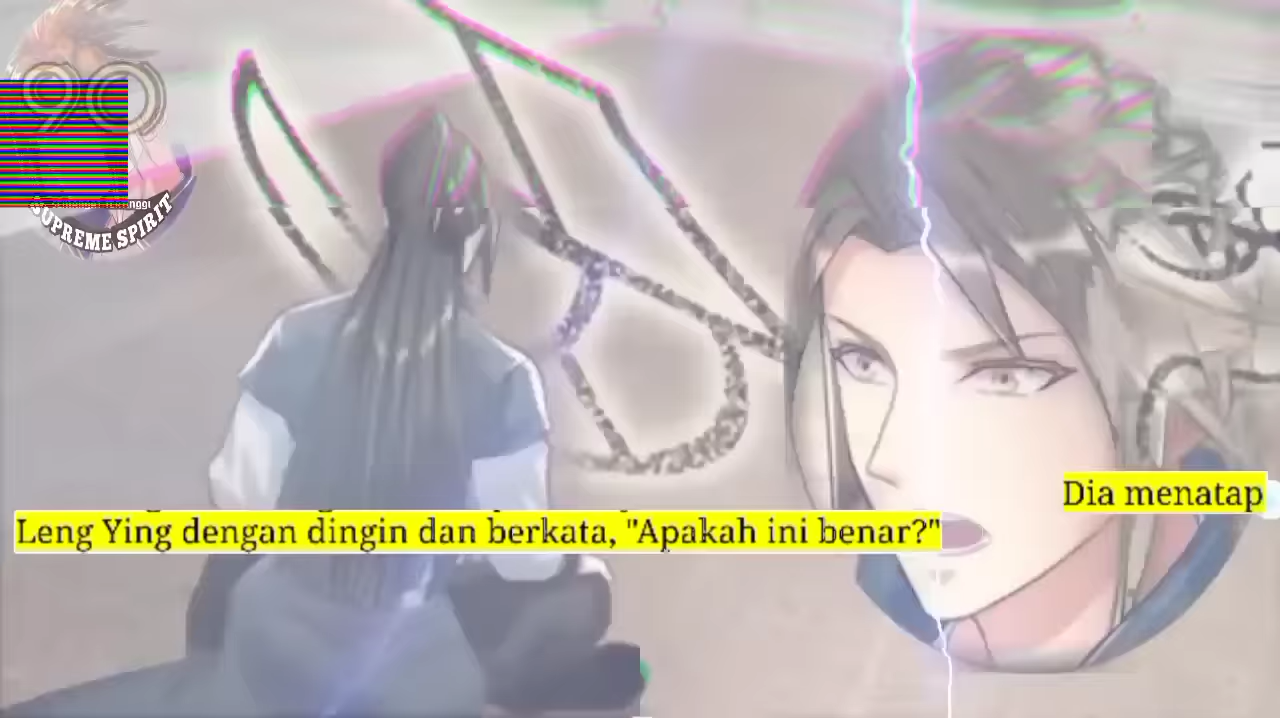 SUPREME SPIRIT
Dia menatap
Leng Ying dengan dingin dan berkata, "Apakah ini benar?"